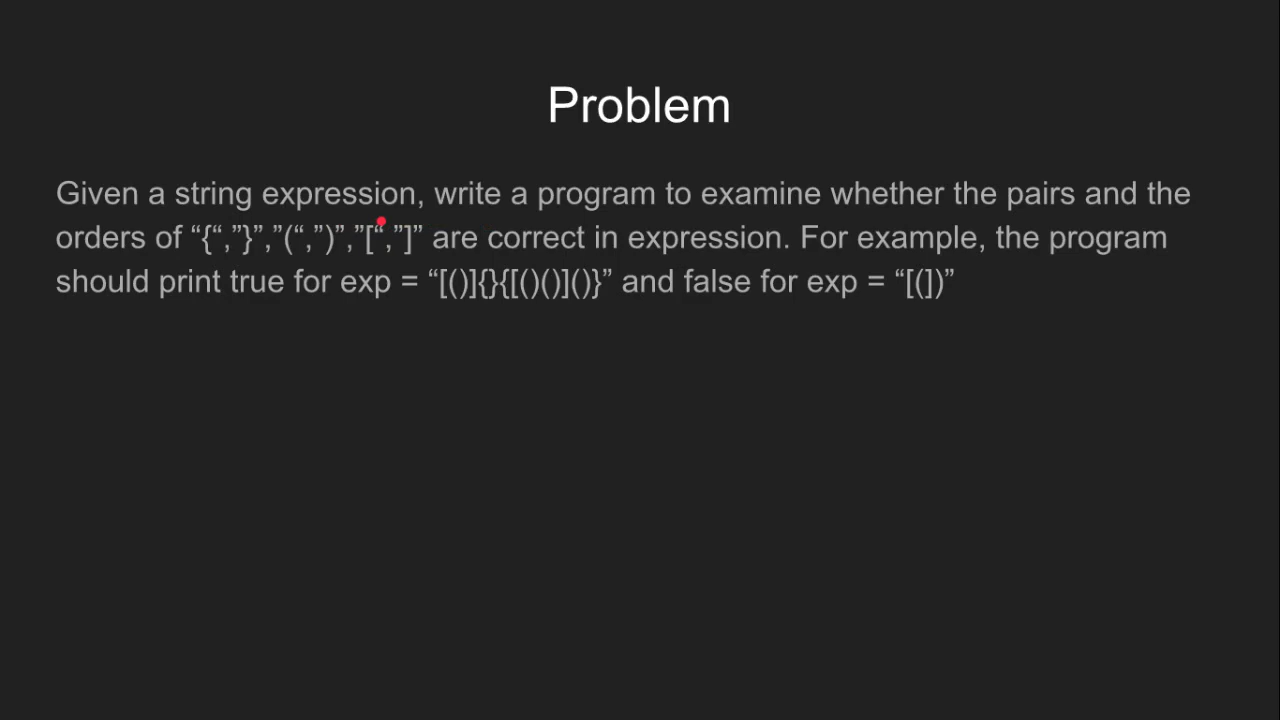 Problem
Given a string expression, write a program to examine whether the pairs and the
orders of “{“,”}”,”(“,”)”,”[“,”]” are correct in expression. For example, the program
should print true for exp = “[()]{}{[()()]()}” and false for exp = “[(])”